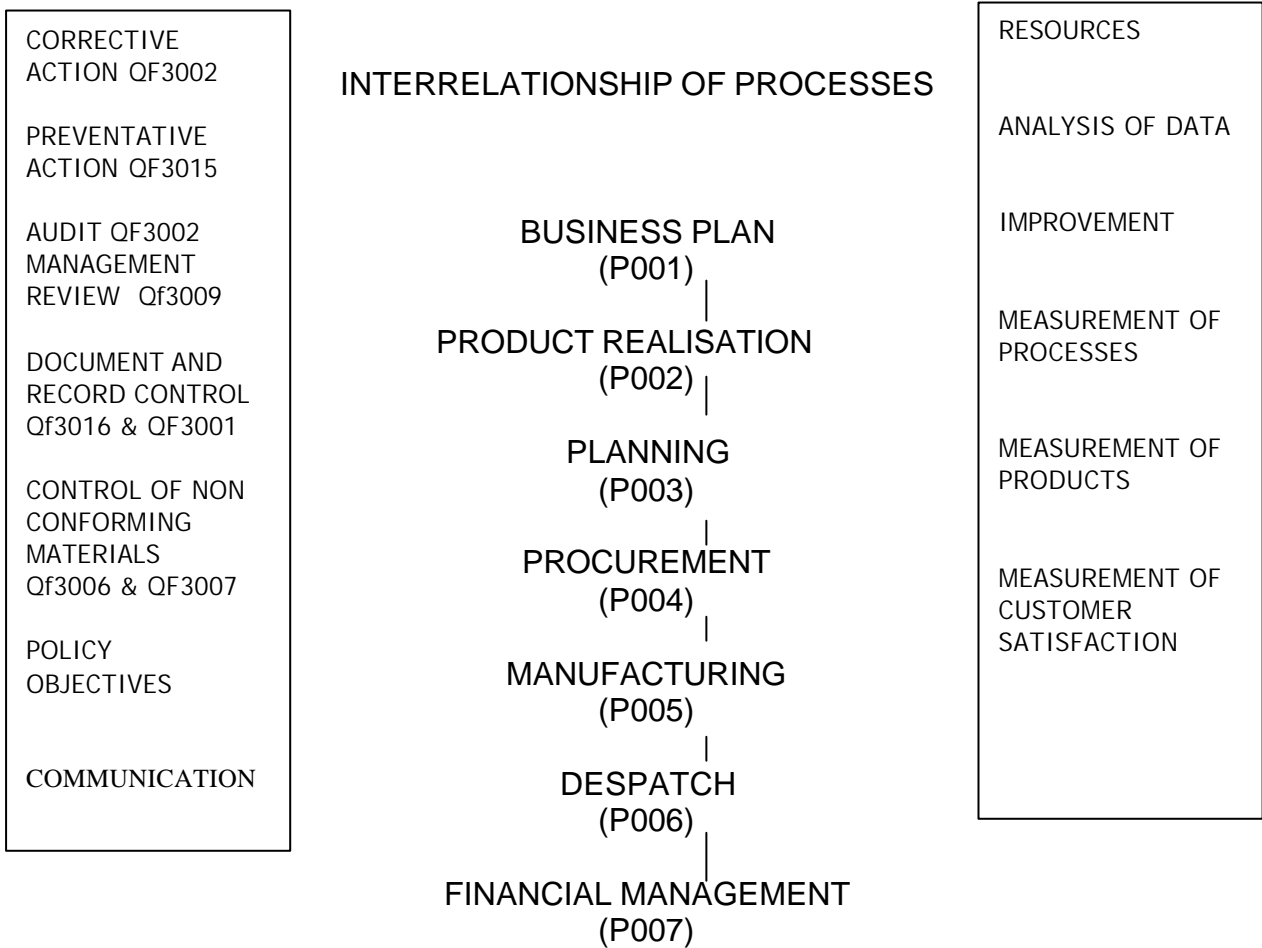 CORRECTIVE
ACTION QF3002
PREVENTATIVE
ACTION QF3015
AUDIT QF3002
MANAGEMENT
REVIEW Qf3009
DOCUMENT AND
RECORD CONTROL
Qf3016 & QF3001
CONTROL OF NON
CONFORMING
MATERIALS
Qf3006 & QF3007
POLICY
OBJECTIVES
COMMUNICATION
INTERRELATIONSHIP OF PROCESSES
BUSINESS PLAN
(P001)
PRODUCT REALISATION
(P002)
PLANNING
(P003)
PROCUREMENT
(P004)
MANUFACTURING
(P005)
DESPATCH
(P006)
FINANCIAL MANAGEMENT
(P007)
RESOURCES
ANALYSIS OF DATA
IMPROVEMENT
MEASUREMENT OF
PROCESSES
MEASUREMENT OF
PRODUCTS
MEASUREMENT OF
CUSTOMER
SATISFACTION